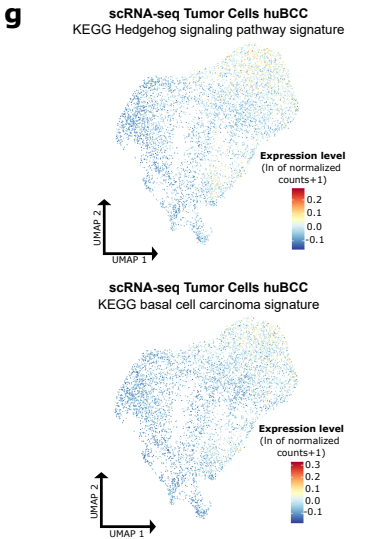 g
scRNA-seq Tumor Cells huBCC
KEGG Hedgehog signaling pathway signature
Expression level
(ln of normalized
counts+1)
0.2
0.1
0.0
-0.1
UMAP 2
UMAP 1
scRNA-seq Tumor Cells huBCC
KEGG basal cell carcinoma signature
Expression level
(ln of normalized
counts+1)
0.3
0.2
0.1
0.0
-0.1
UMAP 2
UMAP 1